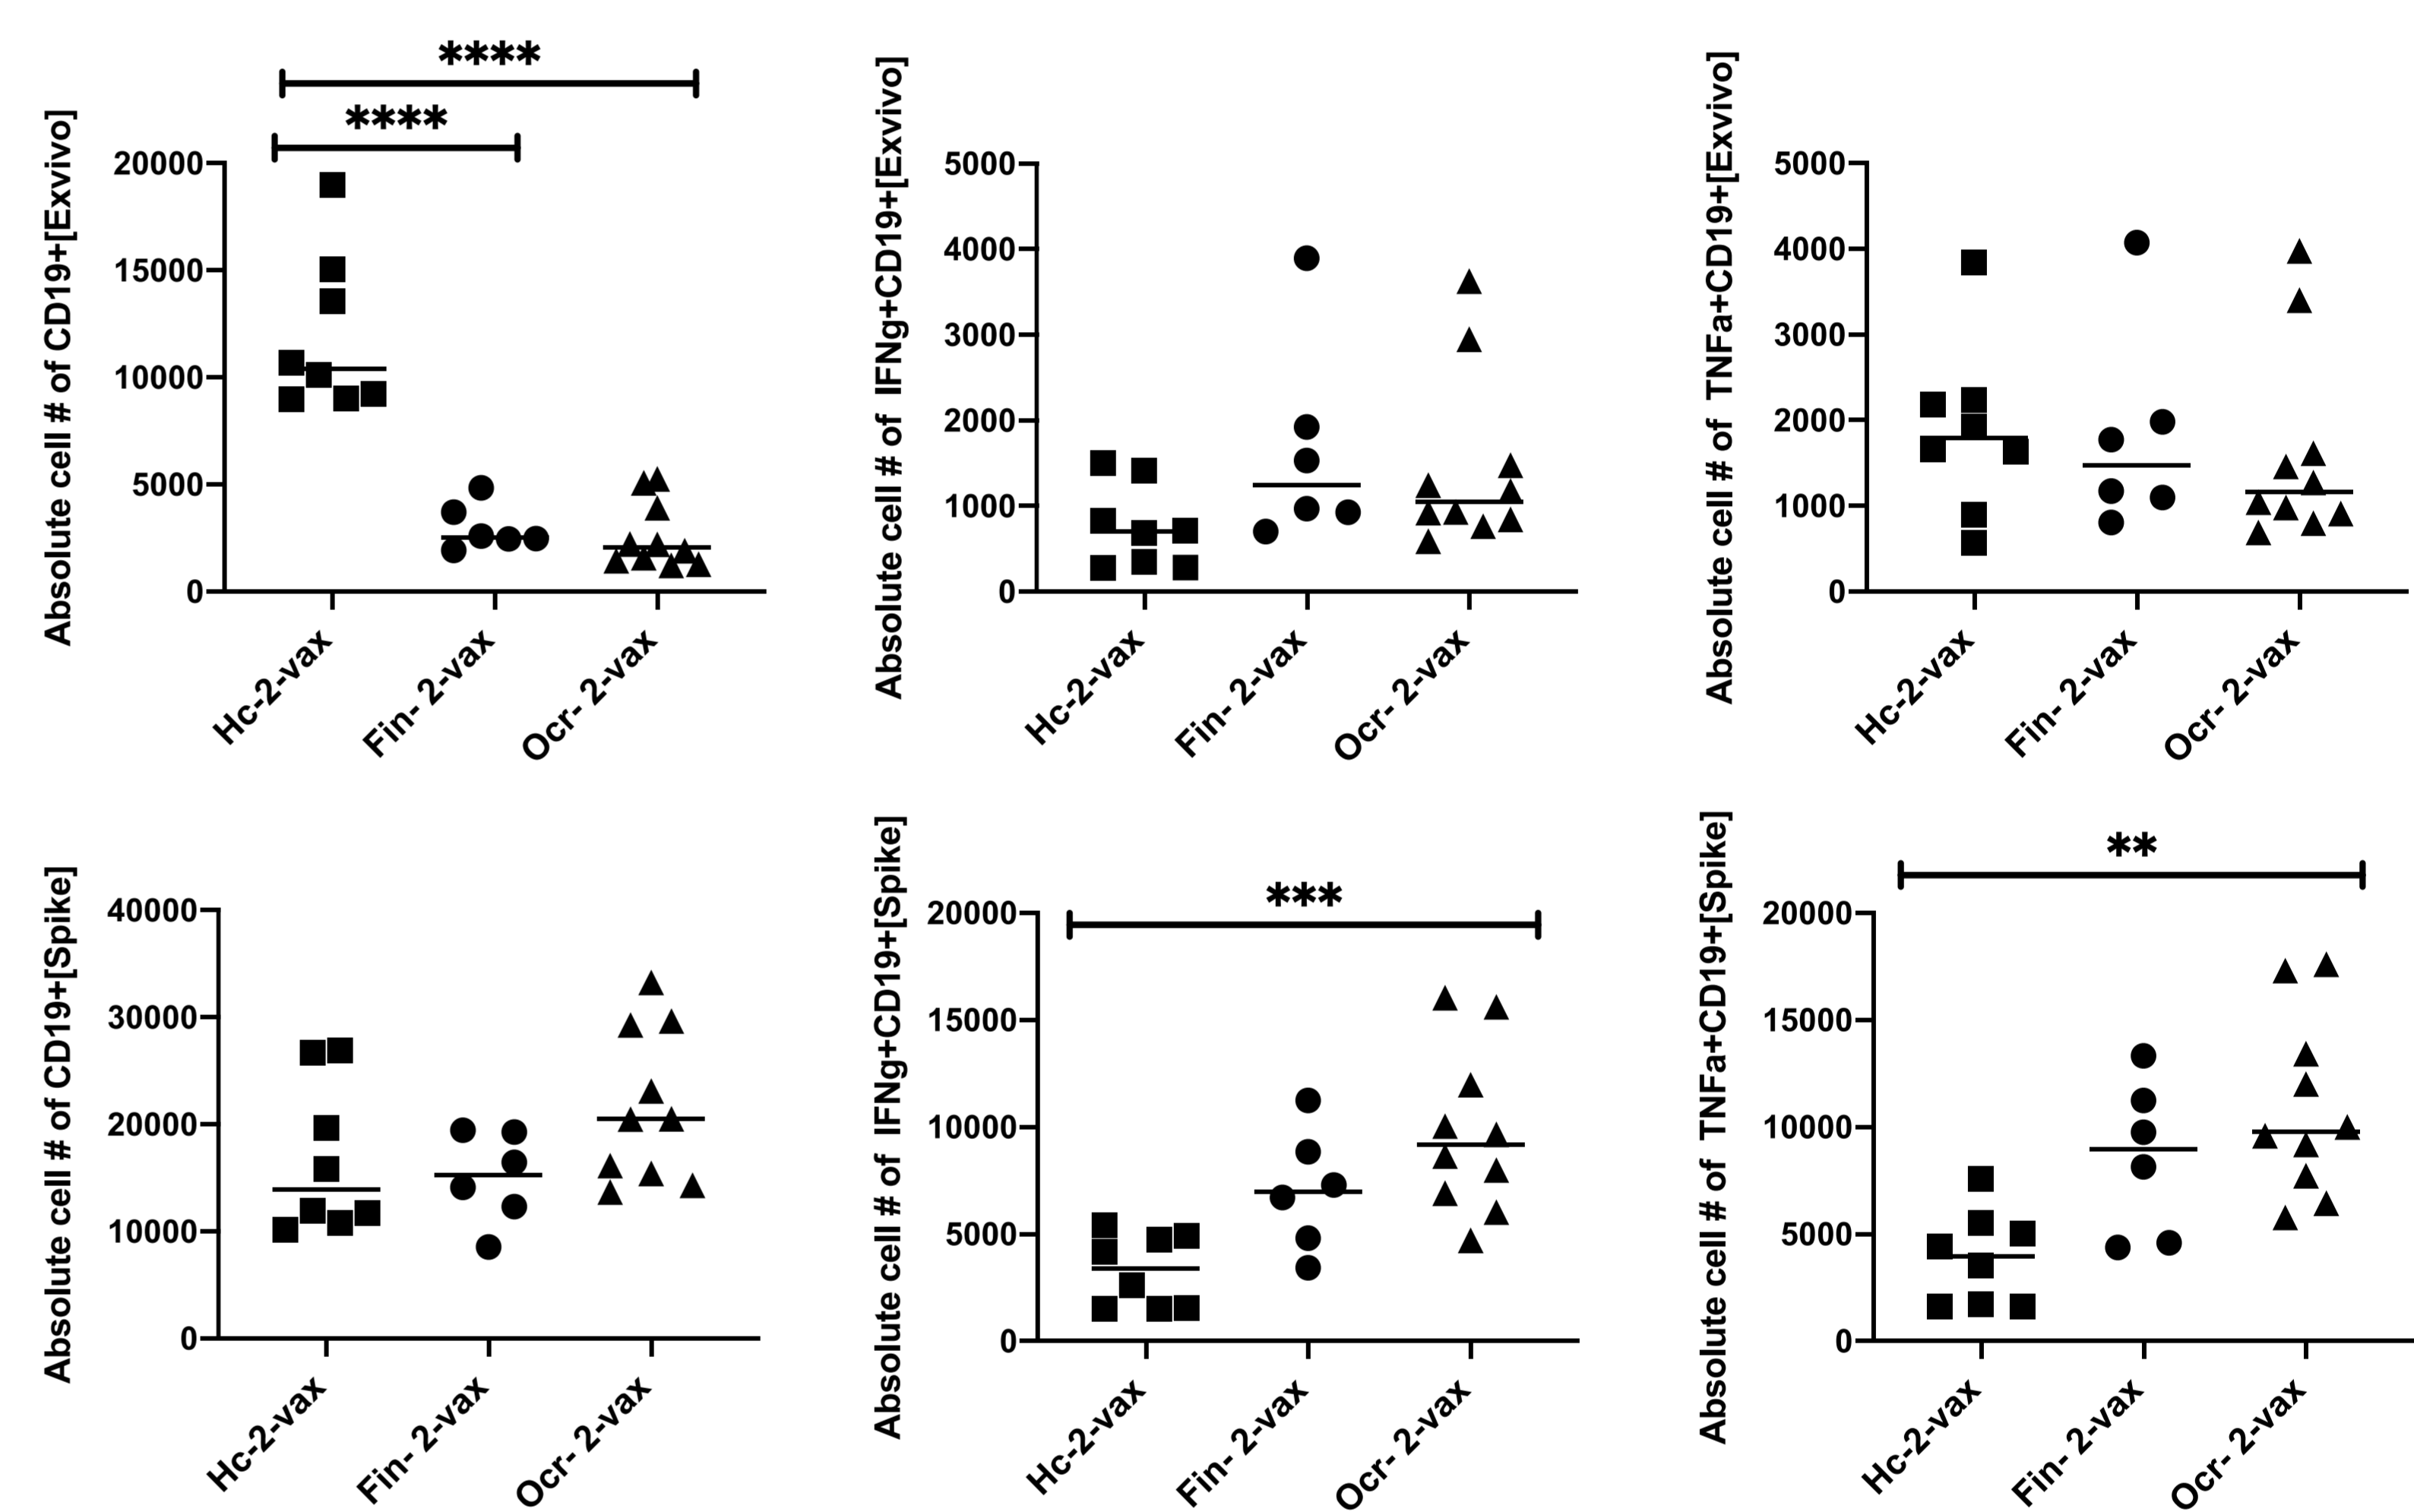 ****
****
Absolute cell # of CD19+[Exvivo]
20000
15000
10000
5000
0
Hc-2-vax
Fin- 2-vax
Ocr- 2-vax
Absolute cell # of IFNg+CD19+[Exvivo]
5000
4000
3000
2000
1000
0
Hc-2-vax
Fin- 2-vax
Ocr- 2-vax
Absolute cell # of TNFa+CD19+[Exvivo]
5000
4000
3000
2000
1000
0
Hc-2-vax
Fin- 2-vax
Ocr- 2-vax
Absolute cell # of CD19+[Spike]
40000
30000
20000
10000
0
Hc-2-vax
Fin- 2-vax
Ocr- 2-vax
***
Absolute cell # of IFNg+CD19+[Spike]
20000
15000
10000
5000
0
Hc-2-vax
Fin- 2-vax
Ocr- 2-vax
**
Absolute cell # of TNFa+CD19+[Spike]
20000
15000
10000
5000
0
Hc-2-vax
Fin- 2-vax
Ocr- 2-vax